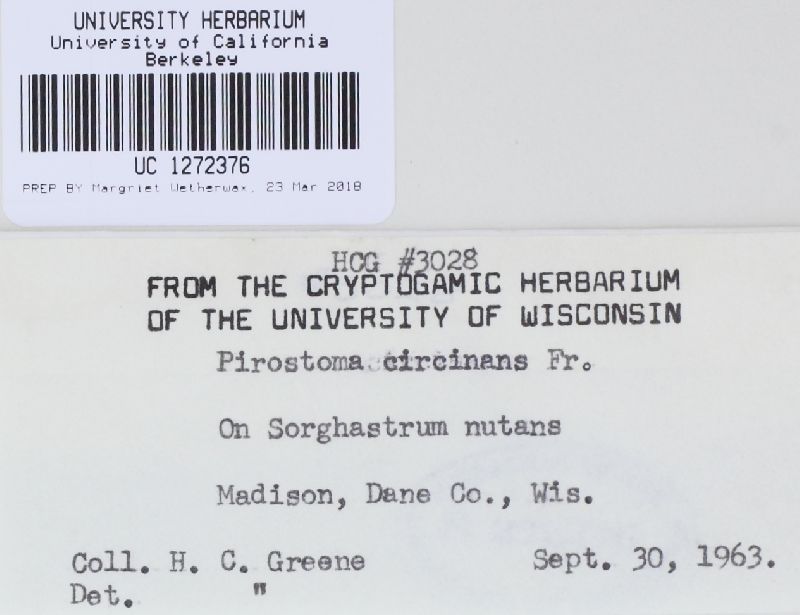 UNIVERSITY HERBARIUM
University of California
Berkeley
UC 1272376
PREP BY Margriet Wetherwax, 23 Mar 2018
HCG #3028
FROM THE CRYPTOGAMIC HERBARIUM
OF THE UNIVERSITY OF WISCONSIN
Pirostoma circinans Fr.
On Sorghastrum nutans
Madison, Dane Co., Wis.
Coll. H. C. Greene Sept. 30, 1963.
Det. "